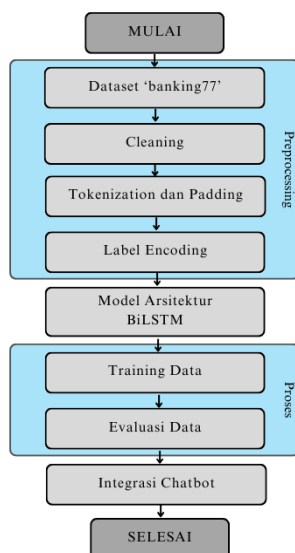 MULAI
Dataset ‘banking77’
Cleaning
Tokenization dan Padding
Label Encoding
Preprocessing
Model Arsitektur
BiLSTM
Training Data
Evaluasi Data
Proses
Integrasi Chatbot
SELESAI